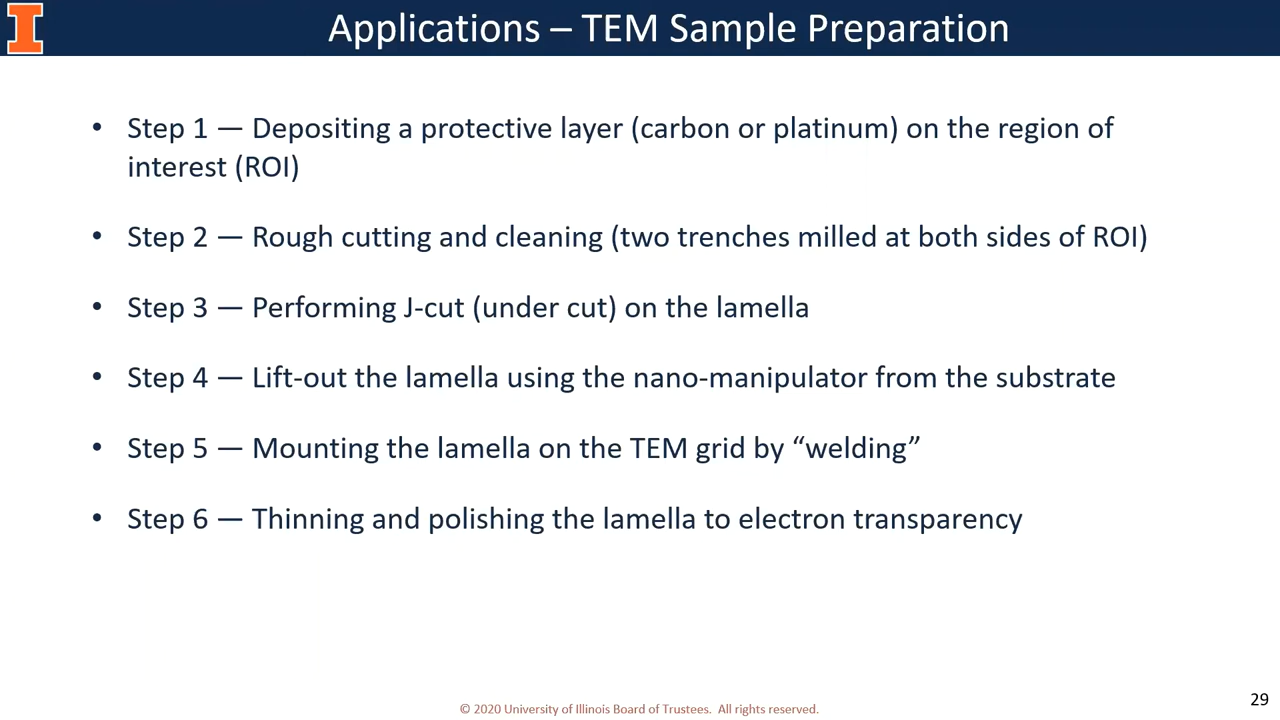 Applications – TEM Sample Preparation
• Step 1 — Depositing a protective layer (carbon or platinum) on the region of
interest (ROI)
• Step 2 — Rough cutting and cleaning (two trenches milled at both sides of ROI)
• Step 3 — Performing J-cut (under cut) on the lamella
• Step 4 — Lift-out the lamella using the nano-manipulator from the substrate
• Step 5 — Mounting the lamella on the TEM grid by “welding”
• Step 6 — Thinning and polishing the lamella to electron transparency
29
© 2020 University of Illinois Board of Trustees. All rights reserved.